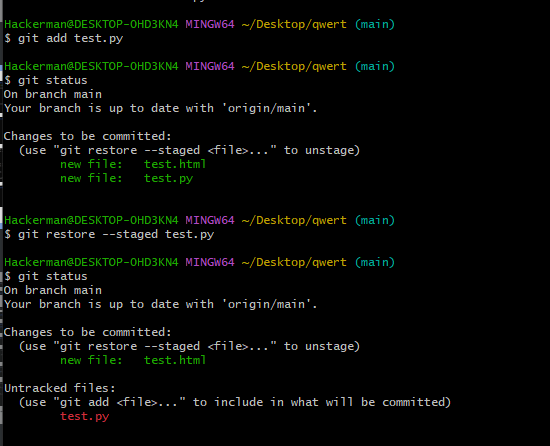 Hackerman@DESKTOP-OHD3KN4 MINGW64 ~/Desktop/qwert (main)
$ git add test.py
Hackerman@DESKTOP-OHD3KN4 MINGW64 ~/Desktop/qwert (main)
$ git status
On branch main
Your branch is up to date with 'origin/main'.
Changes to be committed:
  (use "git restore --staged <file>..." to unstage)
        new file:   test.html
        new file:   test.py
Hackerman@DESKTOP-OHD3KN4 MINGW64 ~/Desktop/qwert (main)
$ git restore --staged test.py
Hackerman@DESKTOP-OHD3KN4 MINGW64 ~/Desktop/qwert (main)
$ git status
On branch main
Your branch is up to date with 'origin/main'.
Changes to be committed:
  (use "git restore --staged <file>..." to unstage)
        new file:   test.html
Untracked files:
  (use "git add <file>..." to include in what will be committed)
        test.py